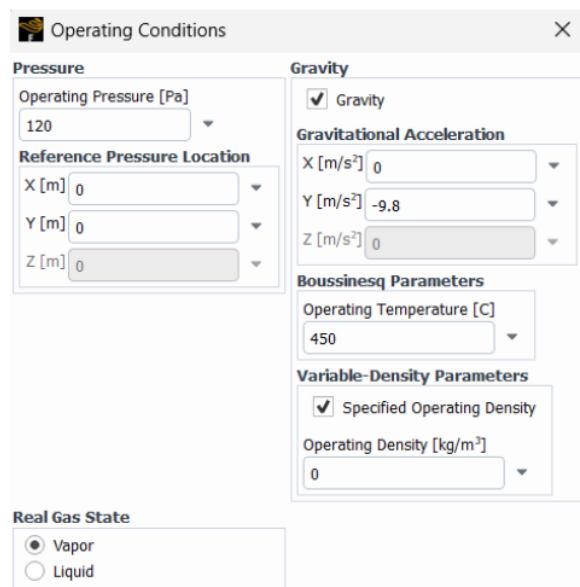 Operating Conditions
Pressure
Operating Pressure [Pa]
120
Reference Pressure Location
X [m] 0
Y [m] 0
Z [m] 0
Gravity
Gravity
Gravitational Acceleration
X [m/s²] 0
Y [m/s²] -9.8
Z [m/s²] 0
Boussinesq Parameters
Operating Temperature [C]
450
Variable-Density Parameters
Specified Operating Density
Operating Density [kg/m³]
0
Real Gas State
Vapor
Liquid